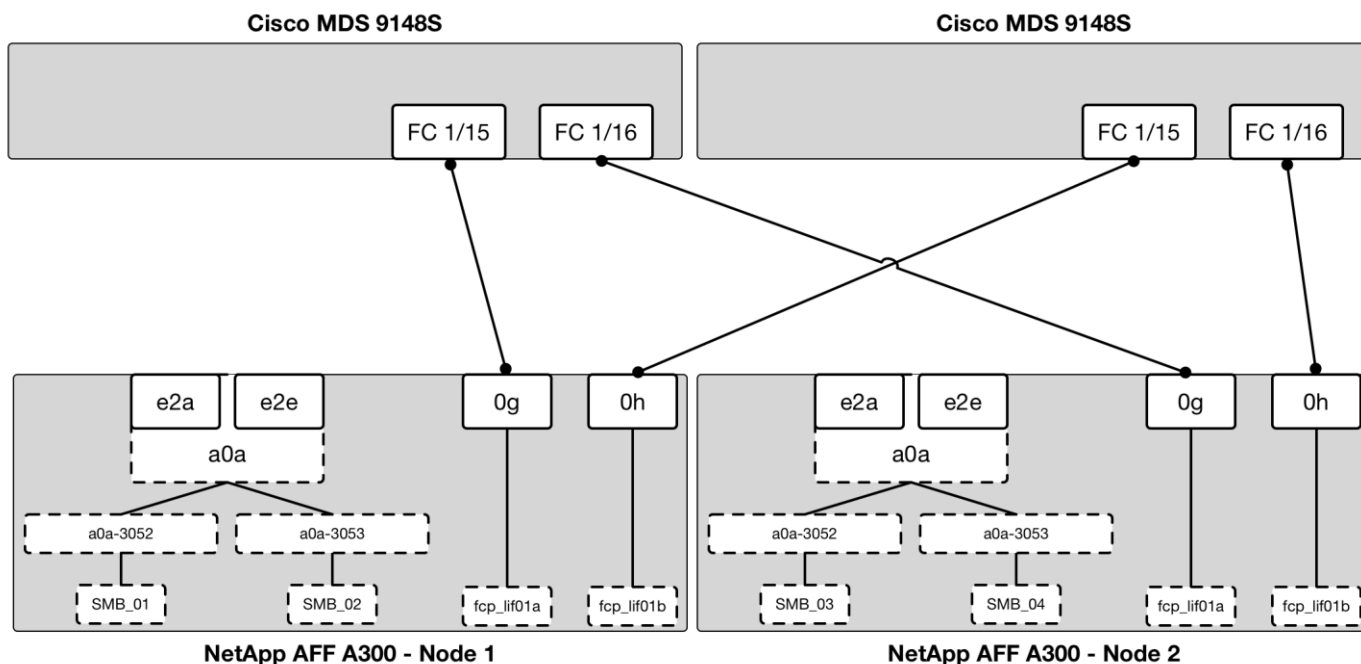 Cisco MDS 9148S
Cisco MDS 9148S
FC 1/15
FC 1/16
FC 1/15
FC 1/16
e2a
e2e
0g
0h
a0a
a0a-3052
a0a-3053
SMB_01
SMB_02
fcp_lif01a
fcp_lif01b
e2a
e2e
0g
0h
a0a
a0a-3052
a0a-3053
SMB_03
SMB_04
fcp_lif01a
fcp_lif01b
NetApp AFF A300 - Node 1
NetApp AFF A300 - Node 2